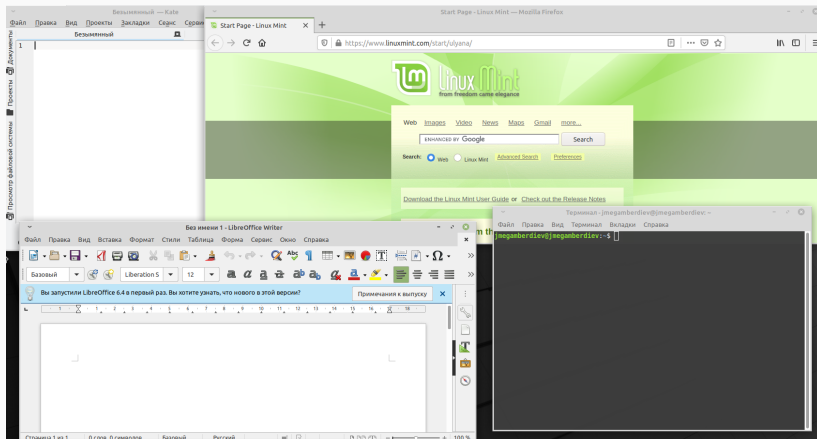 Безымянный — Kate
Файл Правка Вид Проекты Закладки Сеанс
Безымянный
1
Документы
Проекты
Просмотр файловой системы
Start Page - Linux Mint — Mozilla Firefox
Start Page - Linux Mint
https://www.linuxmint.com/start/ulyana/
Linux Mint
from freedom came elegance
Web Images Video News Maps Gmail more...
ENHANCED BY Google Search
Search: Web Linux Mint Advanced Search Preferences
Download the Linux Mint User Guide or Check out the Release Notes
Без имени 1 - LibreOffice Writer
Файл Правка Вид Вставка Формат Стили Таблица Форма Сервис Окно Справка
Базовый Liberation S 12
Вы запустили LibreOffice 6.4 в первый раз. Вы хотите узнать, что нового в этой версии? Примечания к выпуску
Страница 1 из 1 0 слов, 0 символов Базовый Русский 100 %
Терминал - jmegamberdiev@jmegamberdiev: ~
Файл Правка Вид Терминал Вкладки Справка
jmegamberdiev@jmegamberdiev:~$